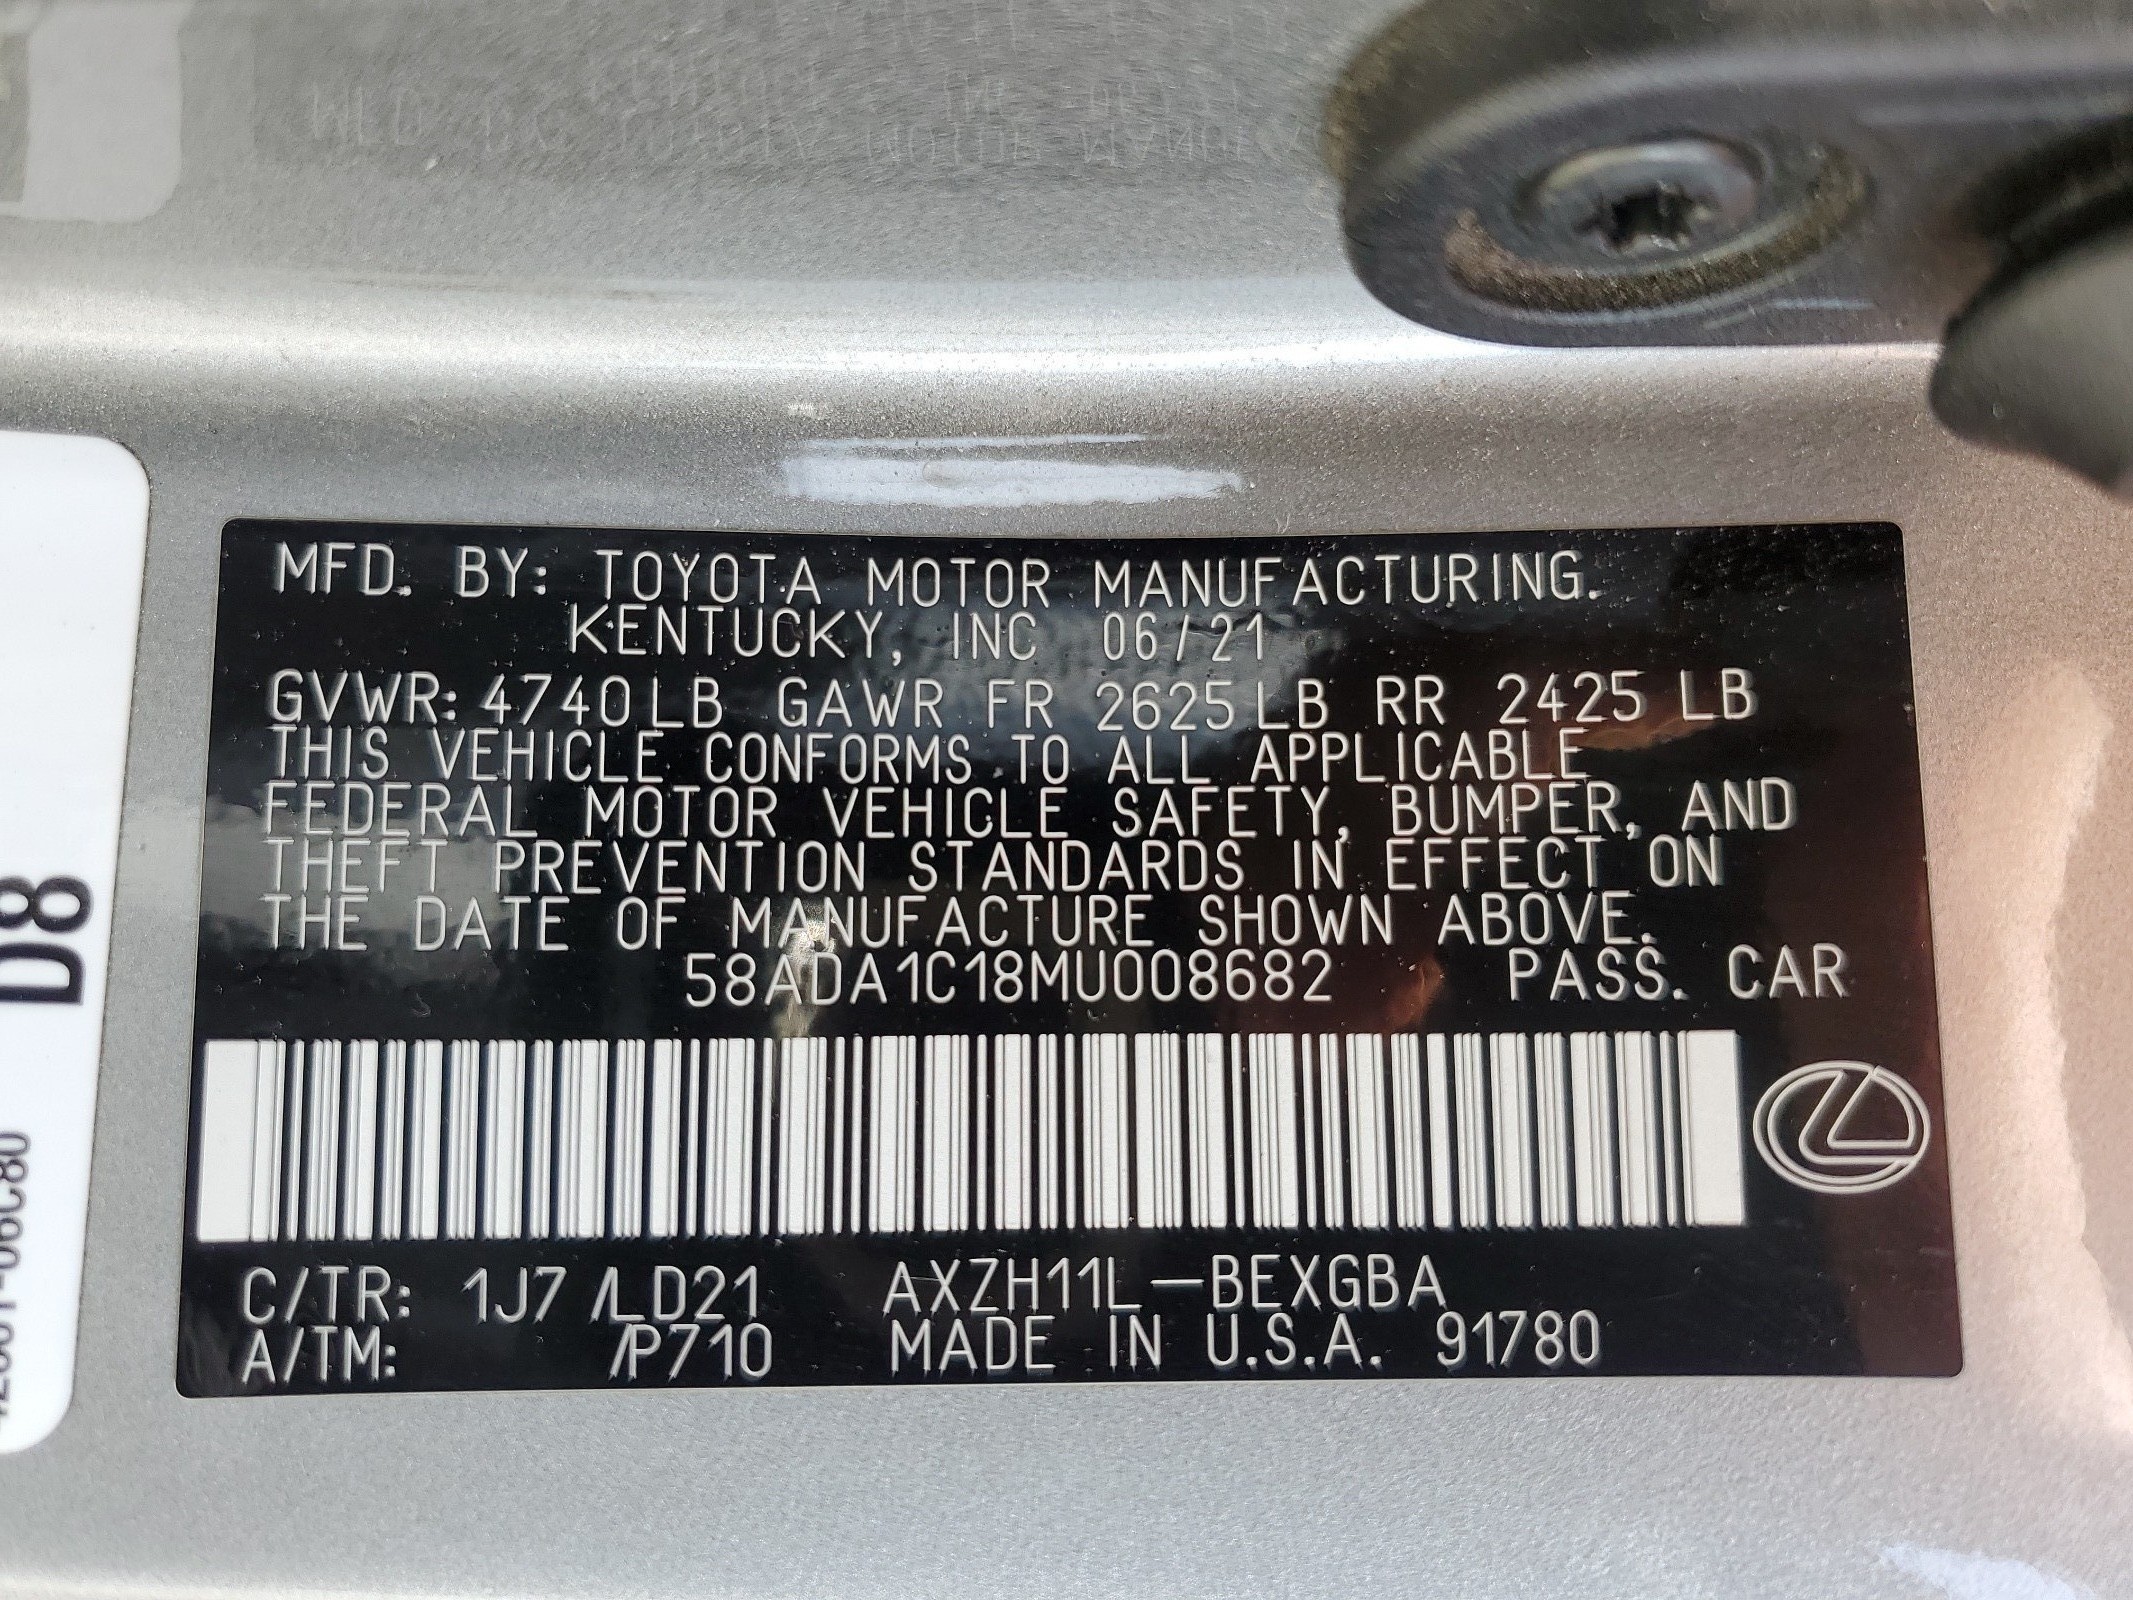 MFD. BY: TOYOTA MOTOR MANUFACTURING.
KENTUCKY, INC 06/21
GVWR: 4740LB GAWR FR 2625LB RR 2425 LB
THIS VEHICLE CONFORMS TO ALL APPLICABLE
FEDERAL MOTOR VEHICLE SAFETY, BUMPER, AND
THEFT PREVENTION STANDARDS IN EFFECT ON
THE DATE OF MANUFACTURE SHOWN ABOVE.
58ADA1C18MU008682 PASS. CAR
C/TR: 1J7 /LD21 AXZH11L-BEXGBA
A/TM: /P710 MADE IN U.S.A. 91780
D8